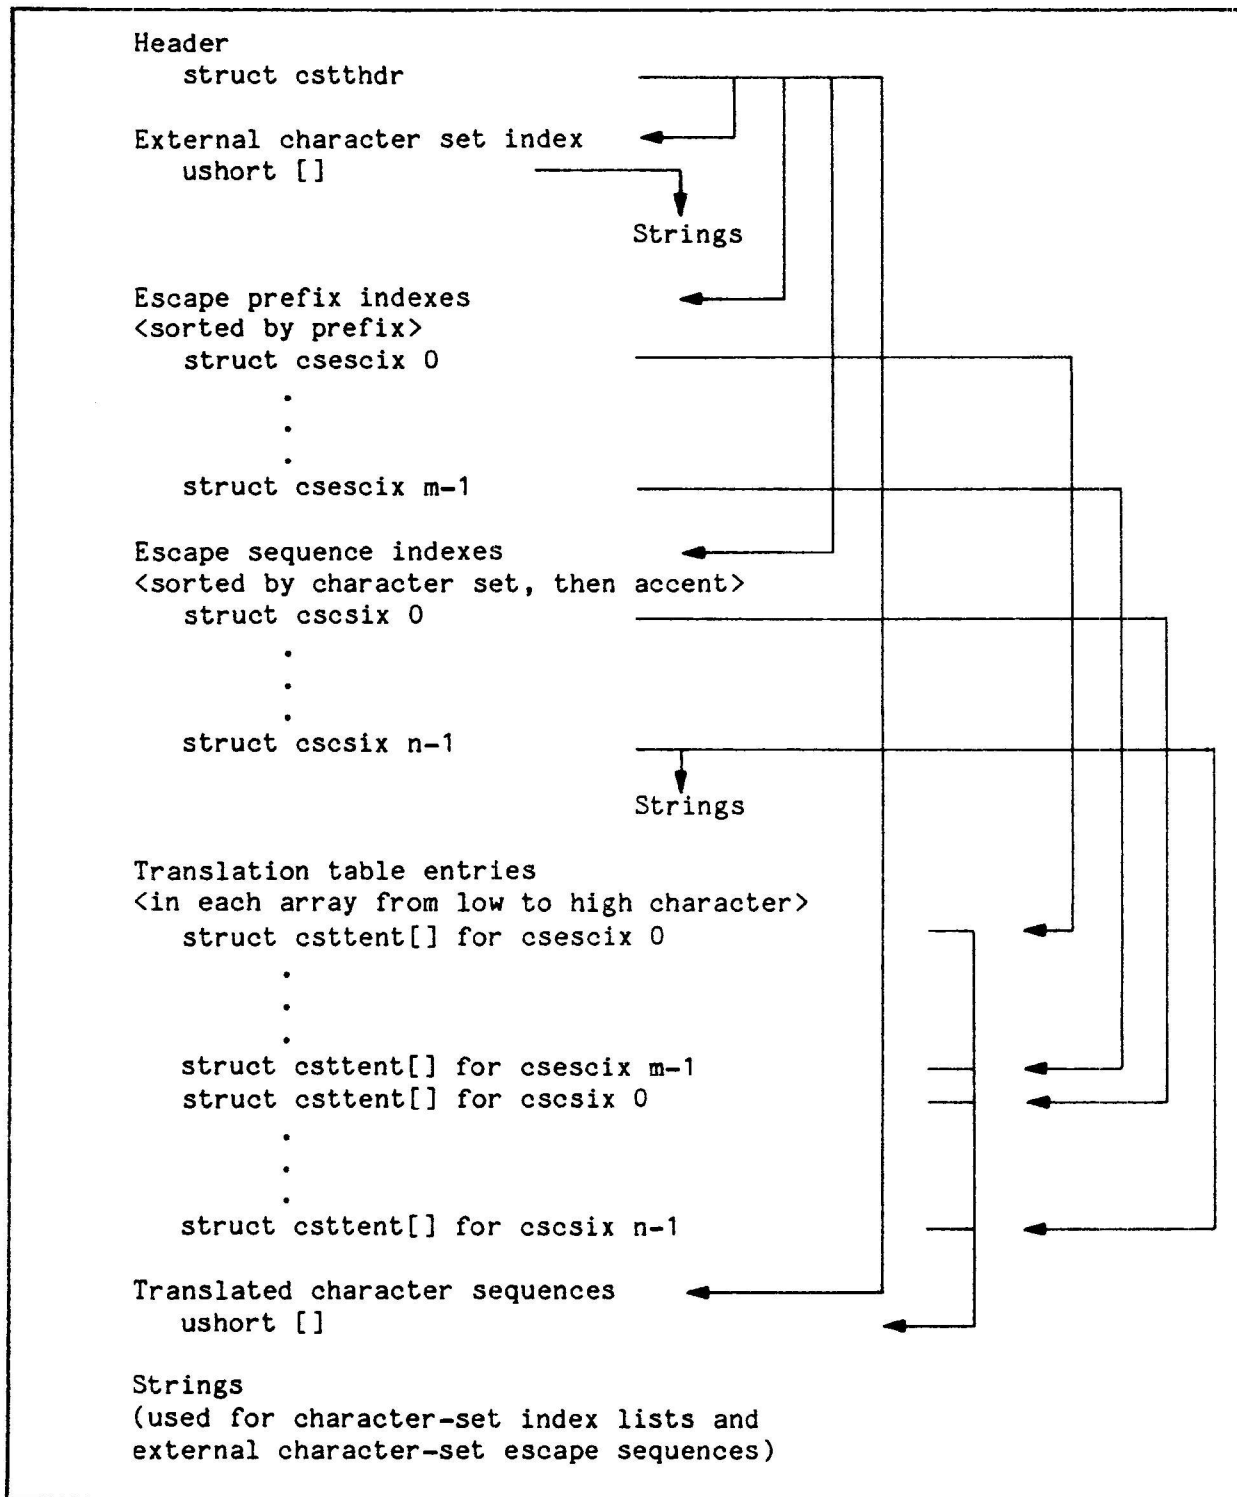 Header
struct cstthdr
External character set index
ushort []
Strings
Escape prefix indexes
<sorted by prefix>
struct csescix 0
.
.
.
struct csescix m-1
Escape sequence indexes
<sorted by character set, then accent>
struct cscsix 0
.
.
.
struct cscsix n-1
Strings
Translation table entries
<in each array from low to high character>
struct csttent[] for csescix 0
.
.
.
struct csttent[] for csescix m-1
struct csttent[] for cscsix 0
.
.
.
struct csttent[] for cscsix n-1
Translated character sequences
ushort []
Strings
(used for character-set index lists and
external character-set escape sequences)